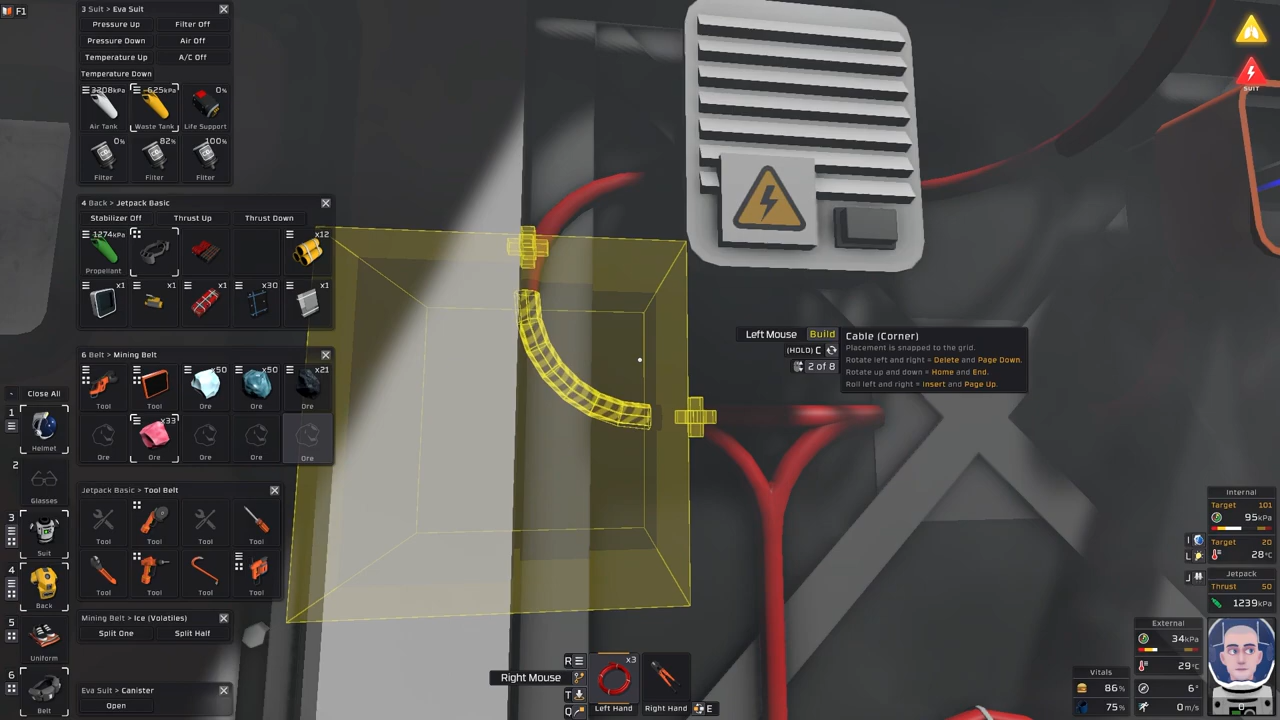 F1
3 Suit > Eva Suit
Pressure Up
Filter Off
Pressure Down
Air Off
Temperature Up
A/C Off
Temperature Down
3208kPa
625kPa
0%
Air Tank
Waste Tank
Life Support
0%
82%
100%
Filter
Filter
Filter
4 Back > Jetpack Basic
Stabilizer Off
Thrust Up
Thrust Down
1274kPa
x12
Propellant
x1
x1
x1
x30
x1
6 Belt > Mining Belt
x50
x50
x21
Tool
Tool
Ore
Ore
Ore
x33
Ore
Ore
Ore
Ore
Ore
- Close All
1
Helmet
2
Glasses
3
Suit
4
Back
5
Uniform
6
Belt
Jetpack Basic > Tool Belt
Tool
Tool
Tool
Tool
Tool
Tool
Tool
Tool
Mining Belt > Ice (Volatiles)
Split One
Split Half
Eva Suit > Canister
Open
Left Mouse
Build
(HOLD) C
2 of 8
Cable (Corner)
Placement is snapped to the grid.
Rotate left and right = Delete and Page Down.
Rotate up and down = Home and End.
Roll left and right = Insert and Page Up.
SUIT
Right Mouse
R
T
Q
x3
Left Hand
Right Hand
E
Internal
Target 101
95kPa
Target 20
28°C
I
L
J
Jetpack
Thrust 50
1239kPa
External
34kPa
29°C
6°
0m/s
Vitals
86%
75%
0